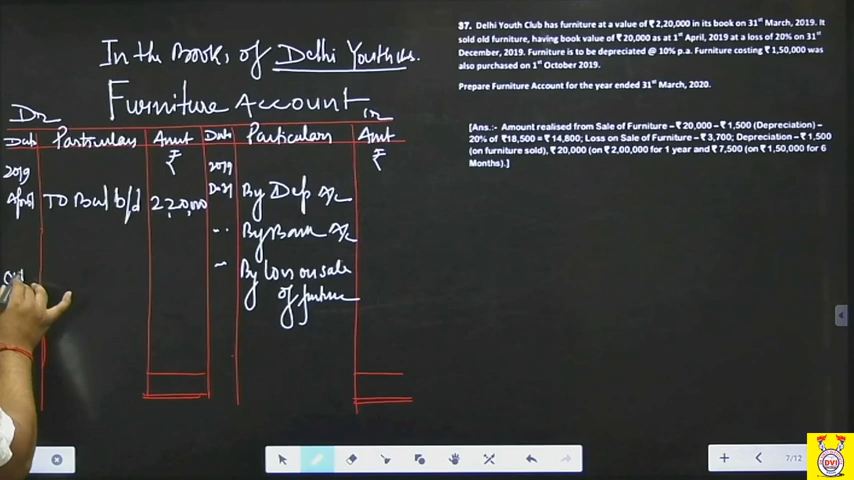 37. Delhi Youth Club has furniture at a value of ₹ 2,20,000 in its book on 31st March, 2019. It
sold old furniture, having book value of ₹ 20,000 as at 1st April, 2019 at a loss of 20% on 31st
December, 2019. Furniture is to be depreciated @ 10% p.a. Furniture costing ₹ 1,50,000 was
also purchased on 1st October 2019.
Prepare Furniture Account for the year ended 31st March, 2020.
[Ans.:- Amount realised from Sale of Furniture – ₹ 20,000 – ₹ 1,500 (Depreciation) –
20% of ₹18,500 = ₹ 14,800; Loss on Sale of Furniture – ₹ 3,700; Depreciation – ₹ 1,500
(on furniture sold), ₹ 20,000 (on ₹ 2,00,000 for 1 year and ₹ 7,500 (on ₹ 1,50,000 for 6
Months).]
In the Books of Delhi Youth
Furniture Account
Dr
Date Particulars Amt Date Particulars Amt
₹ ₹
2019 2019
April1 TO Bal b/d 2,20,000 Dec31 By Dep A/c
By Bank A/c
By Loss on sale
of
7/12
DVI